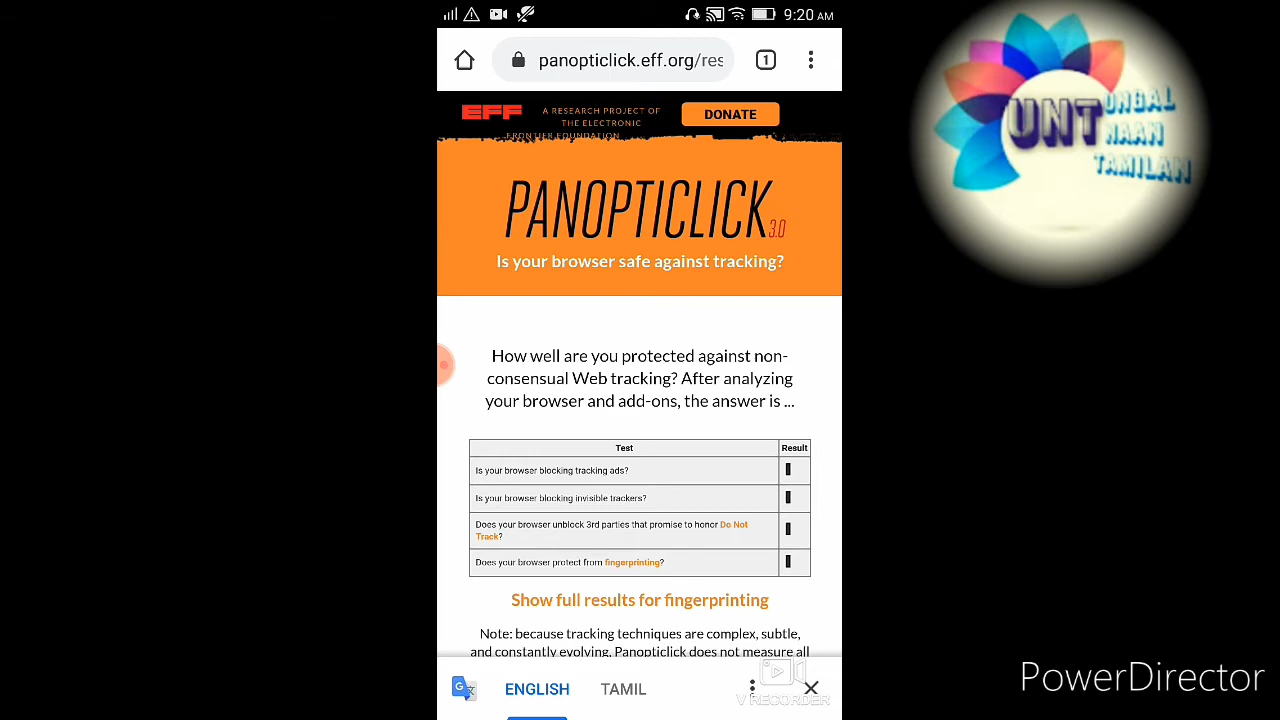 9:20 AM
panopticlick.eff.org/res
1
EFF
A RESEARCH PROJECT OF
THE ELECTRONIC
FRONTIER FOUNDATION
DONATE
PANOPTICLICK 3.0
Is your browser safe against tracking?
How well are you protected against non-
consensual Web tracking? After analyzing
your browser and add-ons, the answer is ...
Test Result
Is your browser blocking tracking ads?
Is your browser blocking invisible trackers?
Does your browser unblock 3rd parties that promise to honor Do Not
Track?
Does your browser protect from fingerprinting?
Show full results for fingerprinting
Note: because tracking techniques are complex, subtle,
and constantly evolving, Panopticlick does not measure all
ENGLISH TAMIL
V RECORDER
UNT
UNGAL
NAAN
TAMILAN
PowerDirector